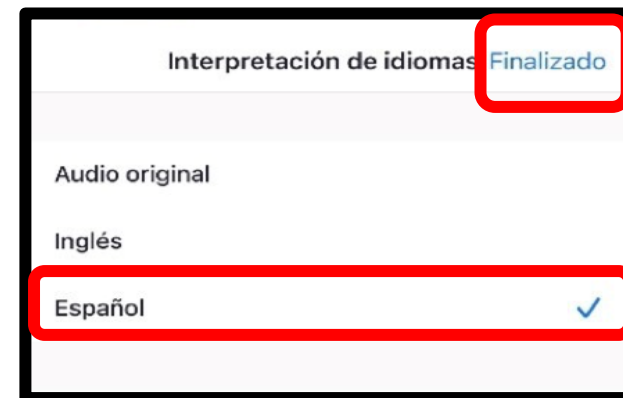 Interpretación de idiomas Finalizado
Audio original
Inglés
Español